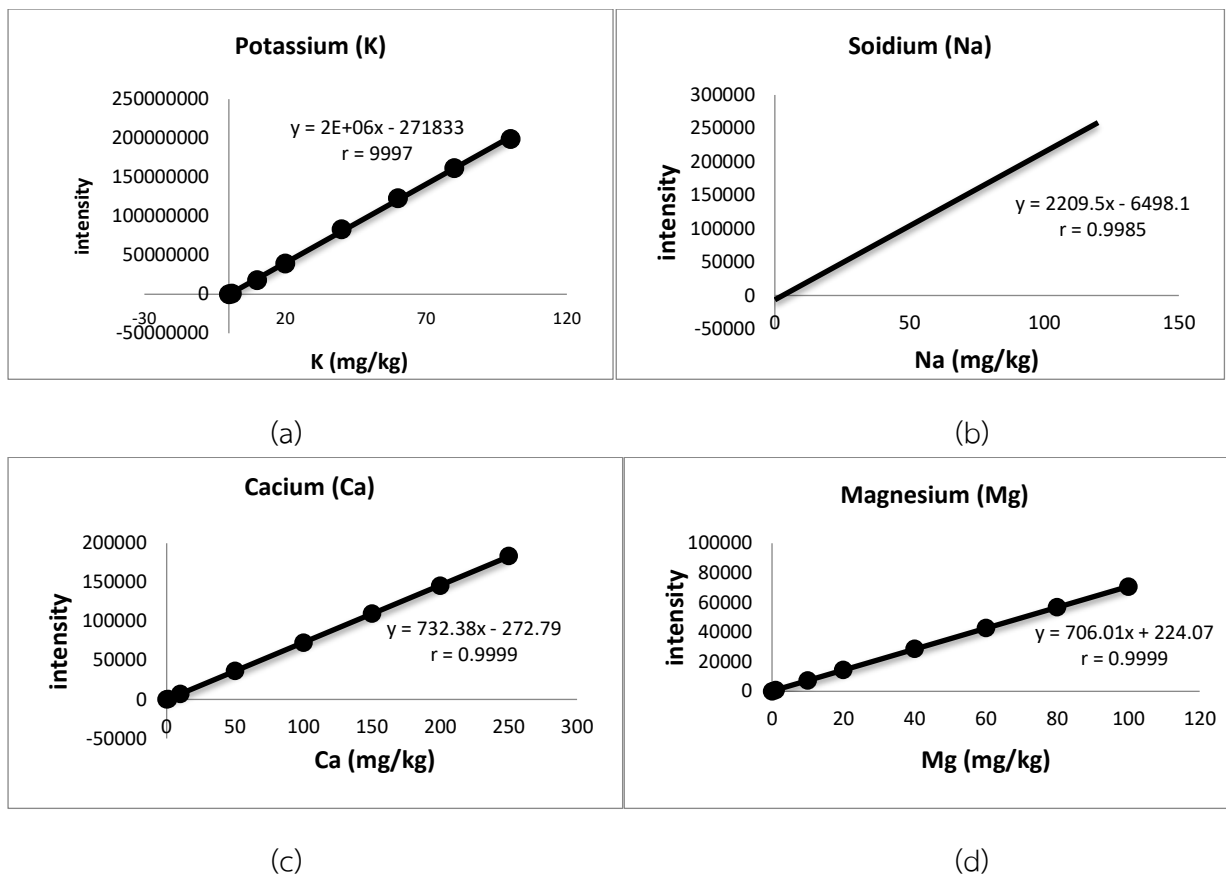 Potassium (K)
250000000
200000000
150000000
100000000
50000000
0
-50000000
-30
20
70
120
intensity
y = 2E+06x - 271833
r = 9997
K (mg/kg)
(a)
Soidium (Na)
300000
250000
200000
150000
100000
50000
0
-50000
0
50
100
150
intensity
y = 2209.5x - 6498.1
r = 0.9985
Na (mg/kg)
(b)
Cacium (Ca)
200000
150000
100000
50000
0
-50000
0
50
100
150
200
250
300
intensity
y = 732.38x - 272.79
r = 0.9999
Ca (mg/kg)
(c)
Magnesium (Mg)
100000
80000
60000
40000
20000
0
0
20
40
60
80
100
120
intensity
y = 706.01x + 224.07
r = 0.9999
Mg (mg/kg)
(d)